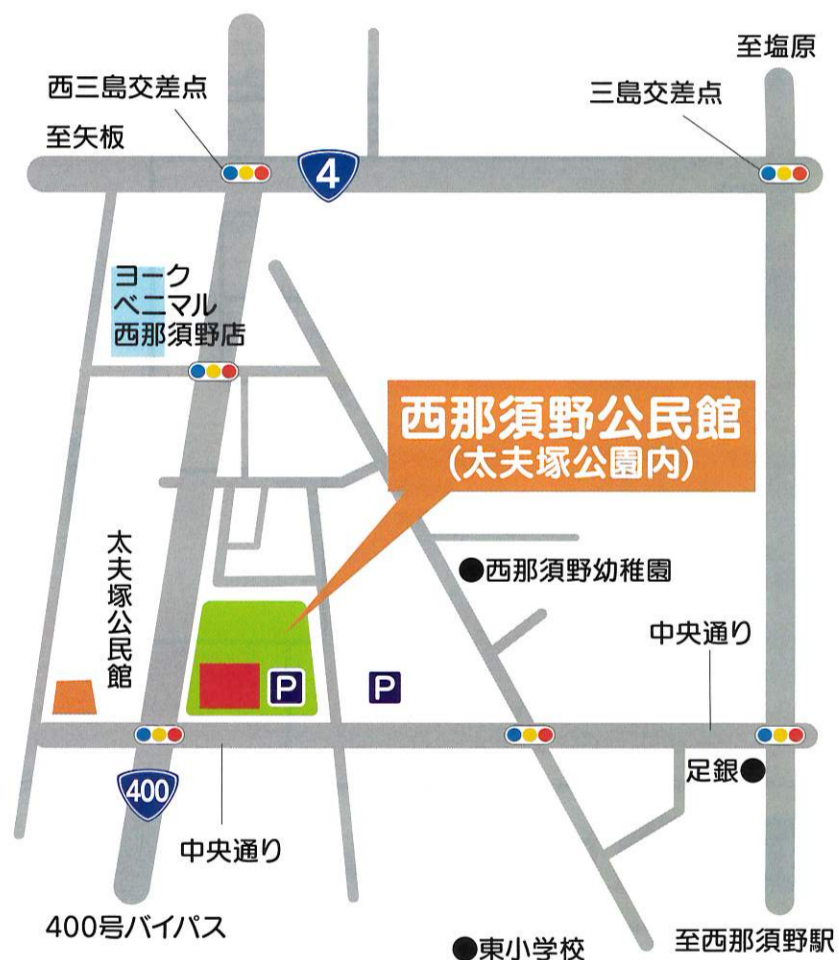 至塩原
西三島交差点
三島交差点
至矢板
4
ヨーク
ベニマル
西那須野店
西那須野公民館
(太夫塚公園内)
太夫塚公民館
●西那須野幼稚園
中央通り
P
P
足銀●
400
中央通り
400号バイパス
●東小学校
至西那須野駅